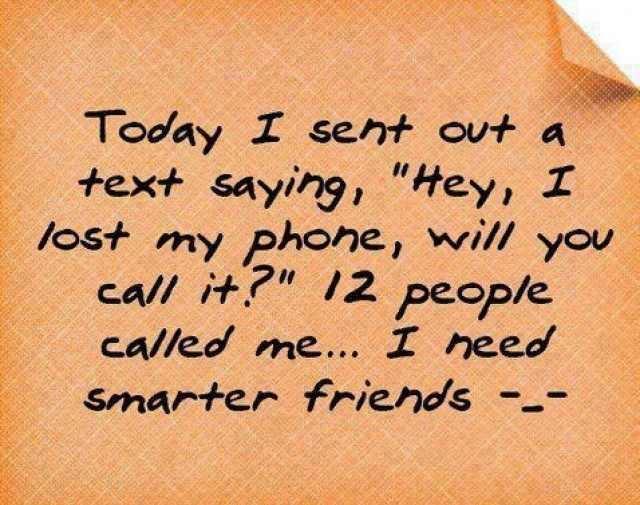 Today I sent out a
text saying, "Hey, I
lost my phone, will you
call it?" 12 people
called me... I need
smarter friends -_-